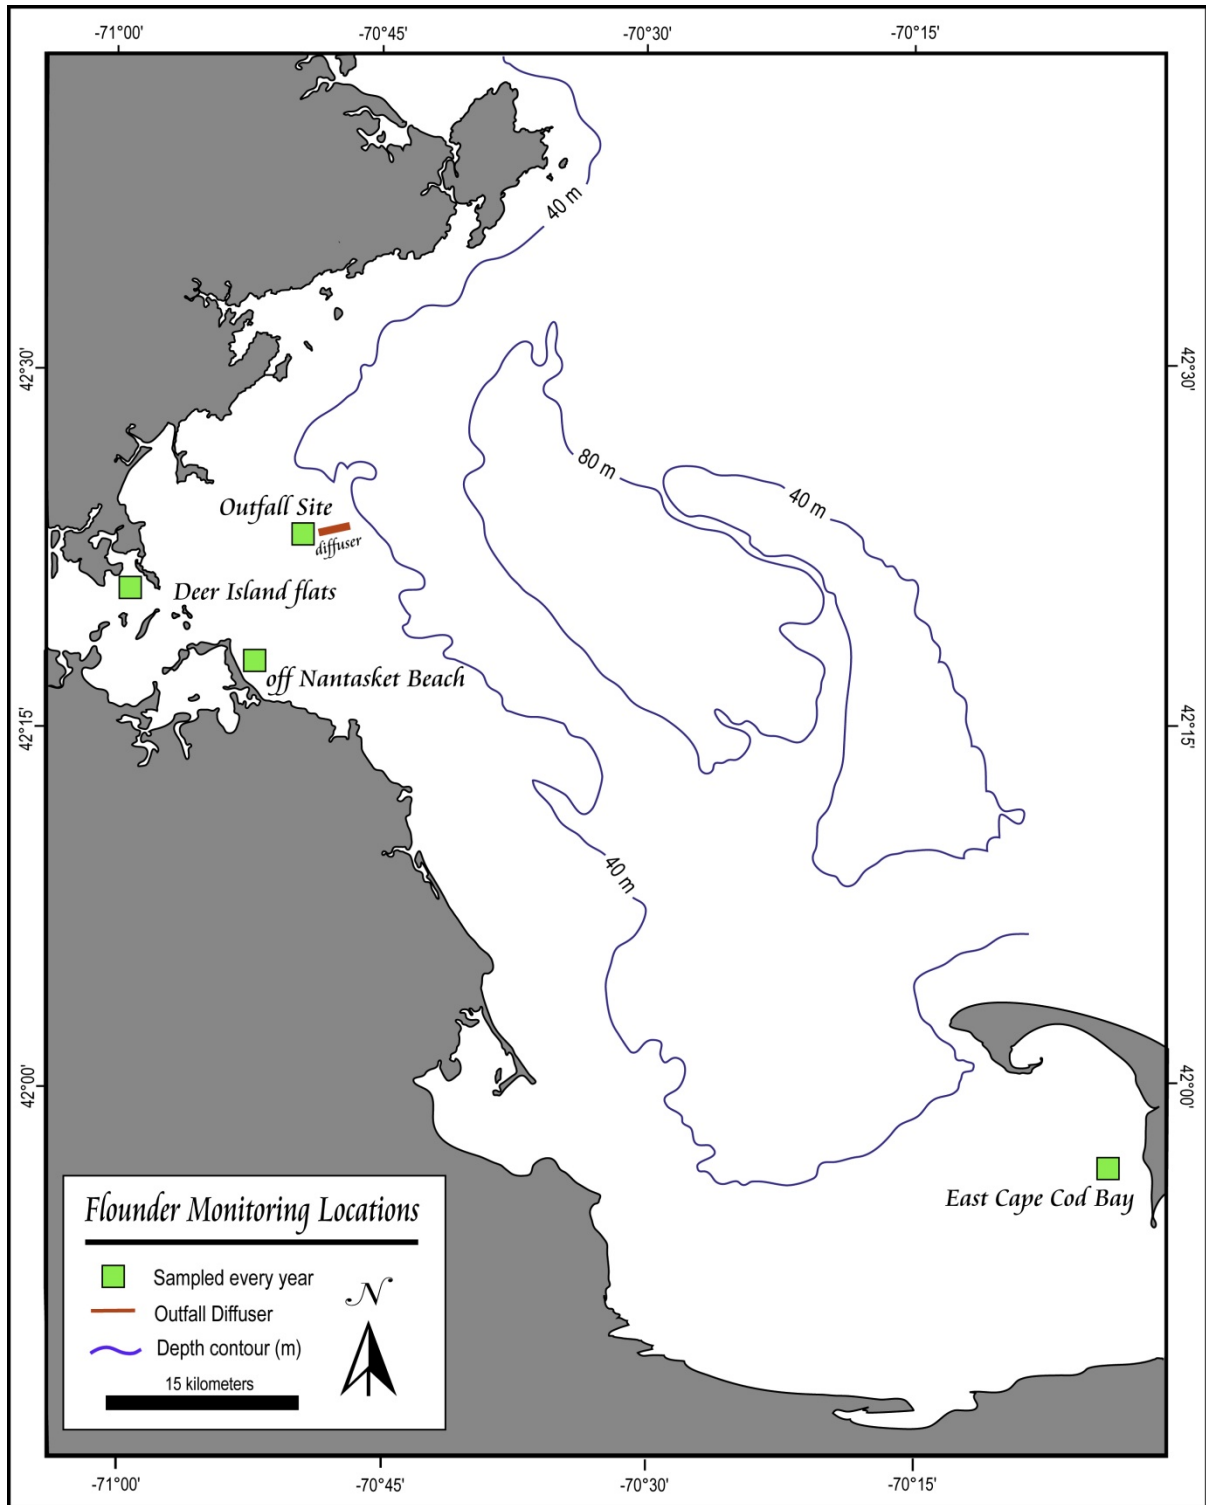 -71°00'
-70°45'
-70°30'
-70°15'
40 m
42°30'
42°30'
80 m
40 m
Outfall Site
diffuser
Deer Island flats
off Nantasket Beach
42°15'
42°15'
40 m
42°00'
42°00'
East Cape Cod Bay
Flounder Monitoring Locations
Sampled every year
N
Outfall Diffuser
Depth contour (m)
15 kilometers
-71°00'
-70°45'
-70°30'
-70°15'